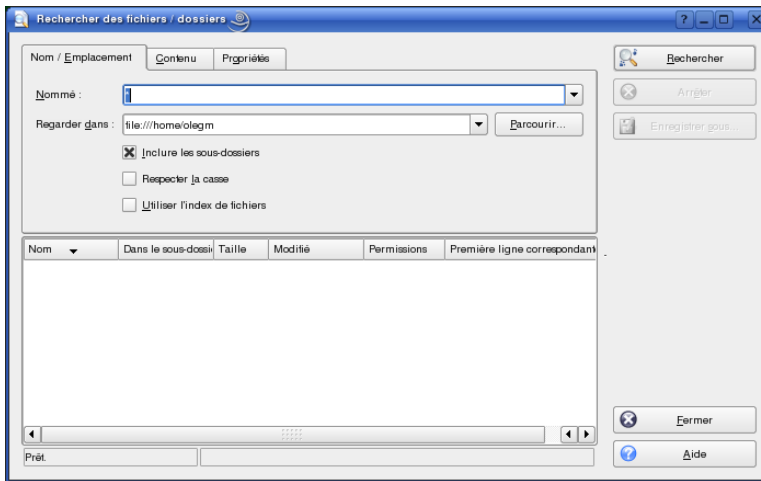 Rechercher des fichiers / dossiers
Nom / Emplacement
Contenu
Propriétés
Nommé :
*
Regarder dans :
file:///home/olegm
Parcourir...
Inclure les sous-dossiers
Respecter la casse
Utiliser l'index de fichiers
Rechercher
Arrêter
Enregistrer sous...
Nom
Dans le sous-dossi
Taille
Modifié
Permissions
Première ligne correspondant
Fermer
Aide
Prêt.